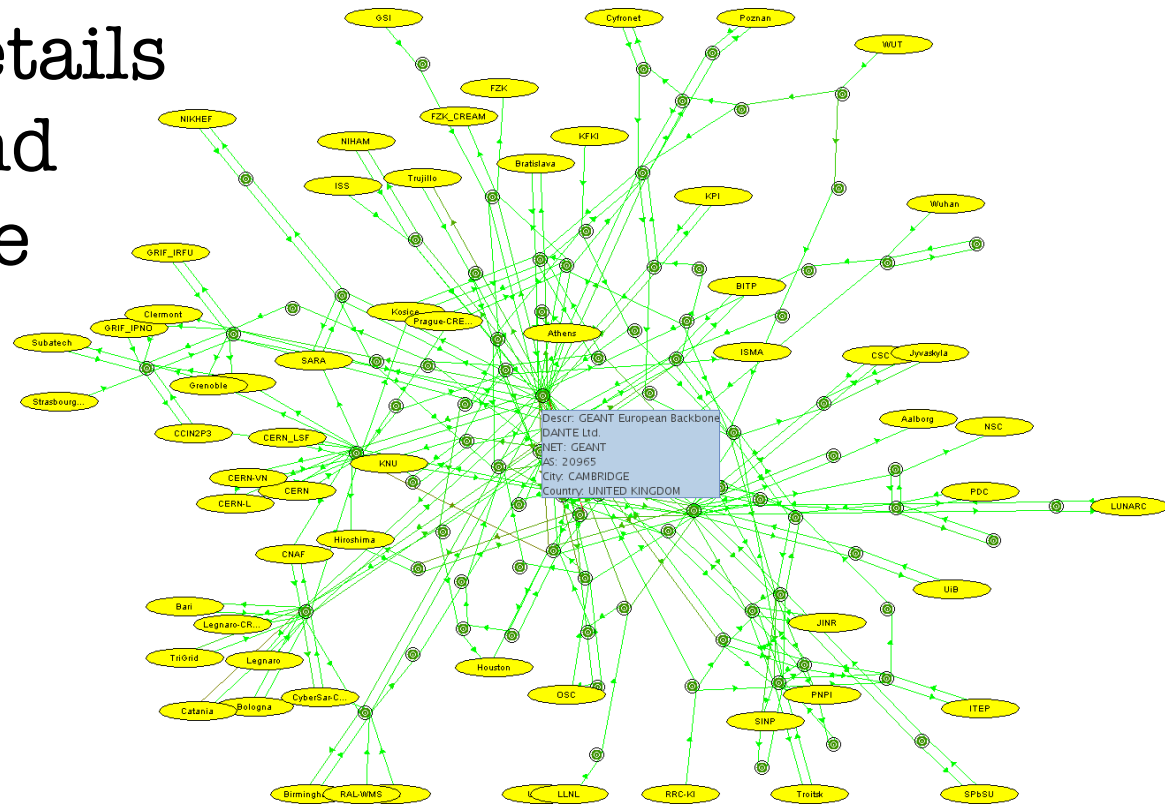 etails
nd
e
GSI
Cyfronet
Poznan
WUT
FZK
FZK_CREAM
NIKHEF
NIHAM
KFKI
Bratislava
Trujillo
ISS
KPI
Wuhan
GRIF_IRFU
BITP
Clermont
GRIF_IPNO
Kosice
Prague-CRE...
Athens
Subatech
SARA
ISMA
CSC
Jyvaskyla
Grenoble
Strasbourg...
CCIN2P3
CERN_LSF
Aalborg
NSC
KNU
CERN-VN
CERN
CERN-L
PDC
LUNARC
Descr: GEANT European Backbone
DANTE Ltd.
NET: GEANT
AS: 20965
City: CAMBRIDGE
Country: UNITED KINGDOM
Hiroshima
CNAF
UiB
Bari
Legnaro-CR...
JINR
TriGrid
Legnaro
Houston
OSC
PNPI
CyberSar-C...
Bologna
Catania
SINP
ITEP
Birmingha
RAL-WMS
LLNL
RRC-KI
Troitsk
SPbSU